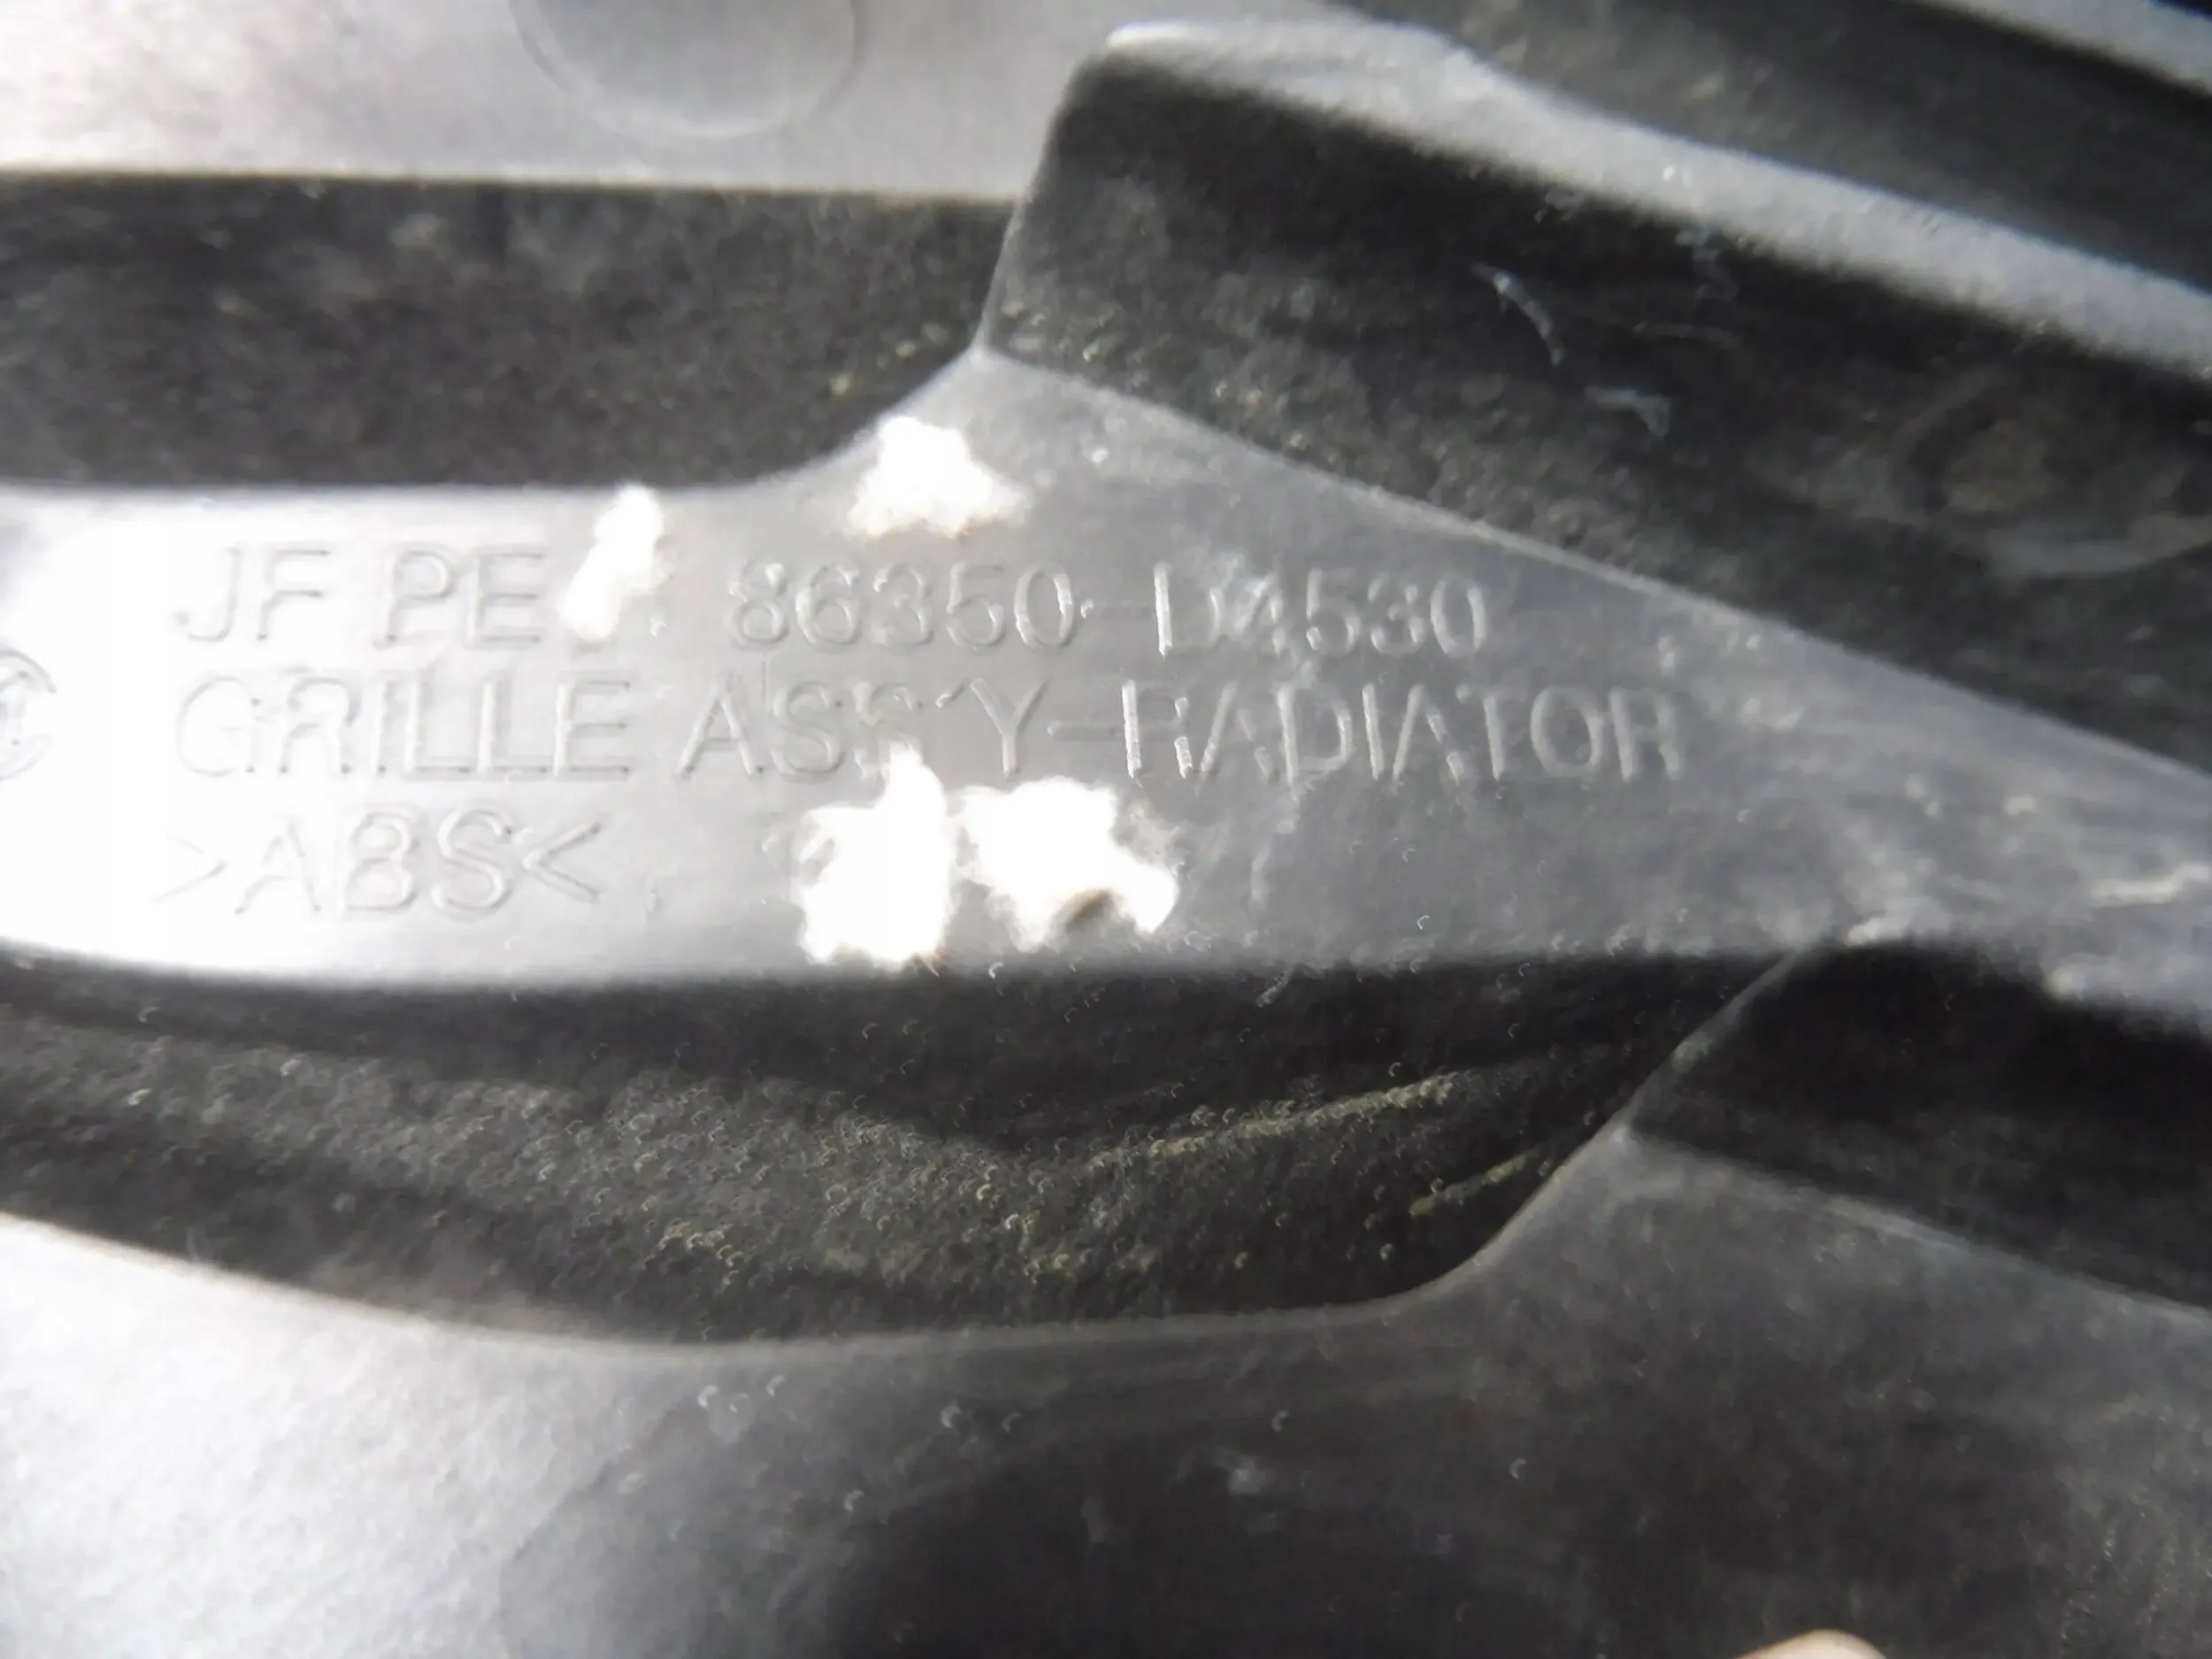 JF PE 86350-D4530
GRILLE ASS'Y-RADIATOR
>ABS<